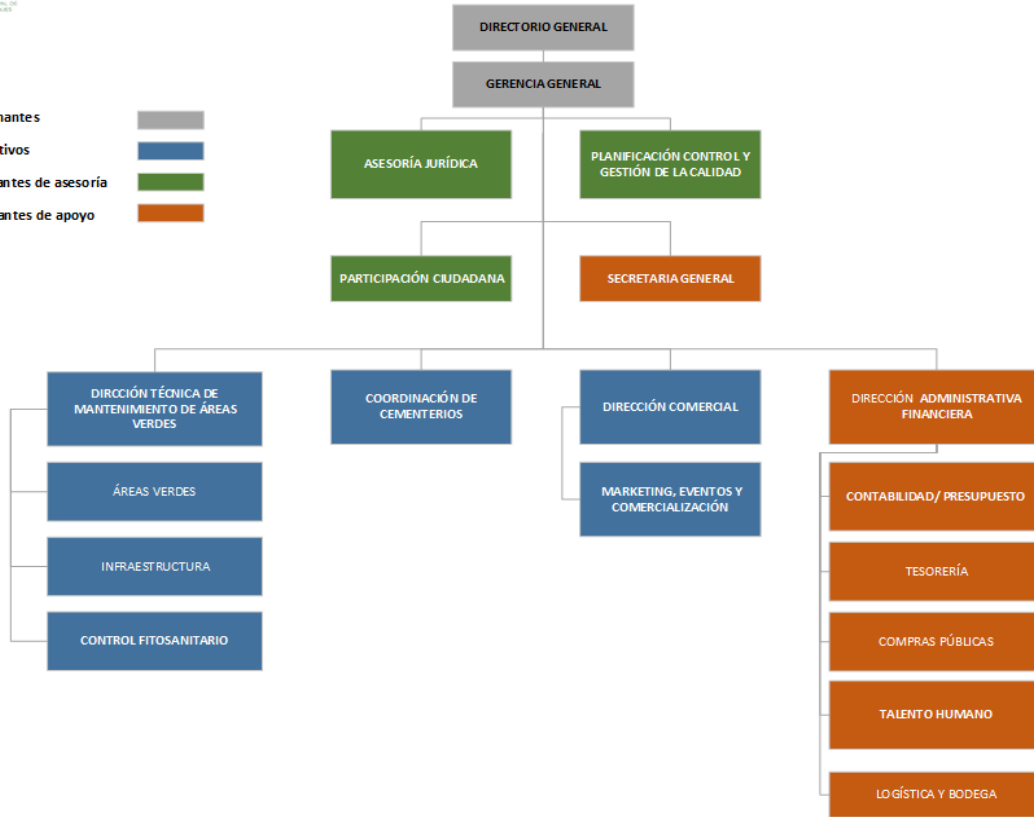 DIRECTORIO GENERAL
GERENCIA GENERAL
ASESORÍA JURÍDICA
PLANIFICACIÓN CONTROL Y
GESTIÓN DE LA CALIDAD
antes de asesoría
antes de apoyo
PARTICIPACIÓN CIUDADANA
SECRETARIA GENERAL
DIRCCIÓN TÉCNICA DE
MANTENIMIENTO DE ÁREAS
VERDES
COORDINACIÓN DE
CEMENTERIOS
DIRECCIÓN COMERCIAL
DIRECCIÓN ADMINISTRATIVA
FINANCIERA
ÁREAS VERDES
MARKETING, EVENTOS Y
COMERCIALIZACIÓN
CONTABILIDAD/ PRESUPUESTO
INFRAESTRUCTURA
TESORERÍA
CONTROL FITOSANITARIO
COMPRAS PÚBLICAS
TALENTO HUMANO
LOGÍSTICA Y BODEGA